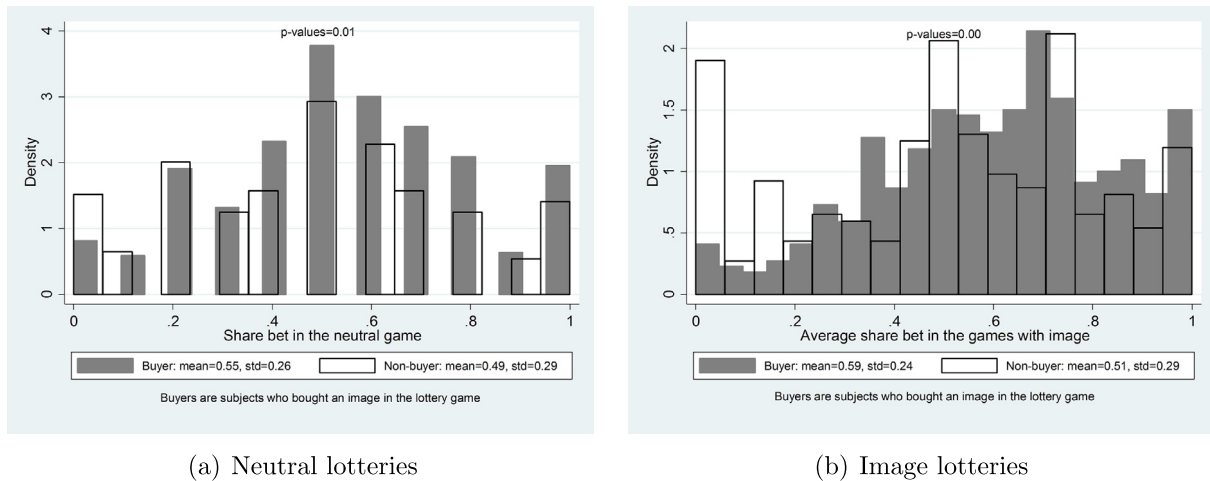 p-values=0.01
Density
0 1 2 3 4
0 .2 .4 .6 .8 1
Share bet in the neutral game
Buyer: mean=0.55, std=0.26 Non-buyer: mean=0.49, std=0.29
Buyers are subjects who bought an image in the lottery game
(a) Neutral lotteries
p-values=0.00
Density
0 .5 1 1.5 2
0 .2 .4 .6 .8 1
Average share bet in the games with image
Buyer: mean=0.59, std=0.24 Non-buyer: mean=0.51, std=0.29
Buyers are subjects who bought an image in the lottery game
(b) Image lotteries